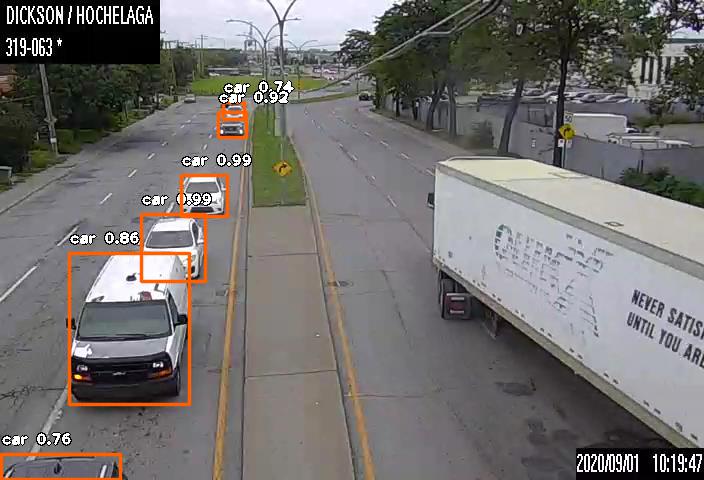 DICKSON / HOCHELAGA
319-063 *
car 0.74
car 0.92
car 0.99
car 0.99
car 0.86
car 0.76
NEVER SATIS
UNTIL YOU ARE
2020/09/01 10:19:47